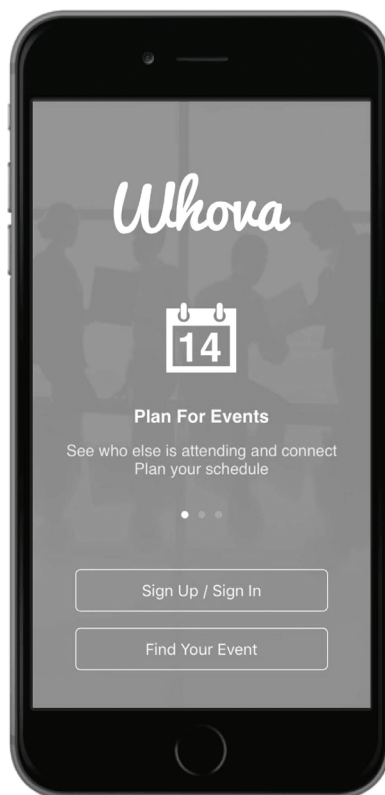 Whova
14
Plan For Events
See who else is attending and connect
Plan your schedule
Sign Up / Sign In
Find Your Event